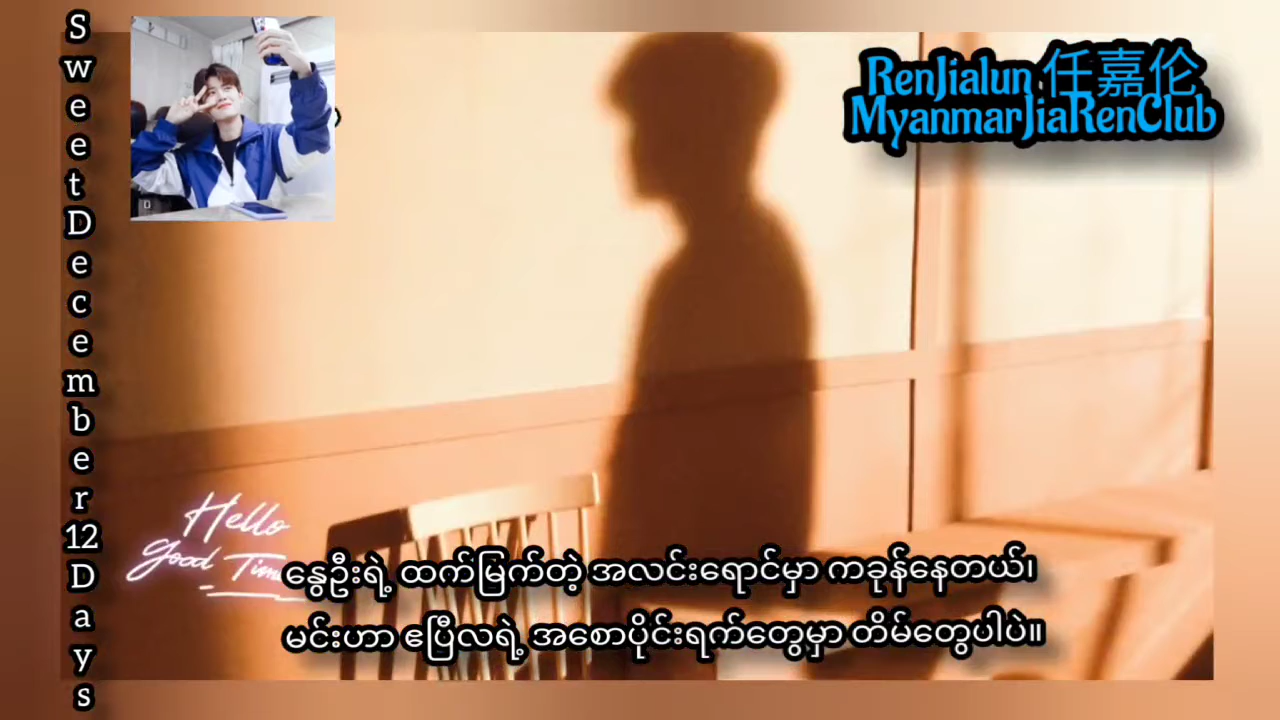 SweetDecember12Days
RenJialun 任嘉伦
MyanmarJiaRenClub
Hello
Good
နွေဦးရဲ့ ထက်မြက်တဲ့ အလင်းရောင်မှာ ကခုန်နေတယ်၊
မင်းဟာ ဧပြီလရဲ့ အစောပိုင်းရက်တွေမှာ တိမ်တွေပါပဲ။